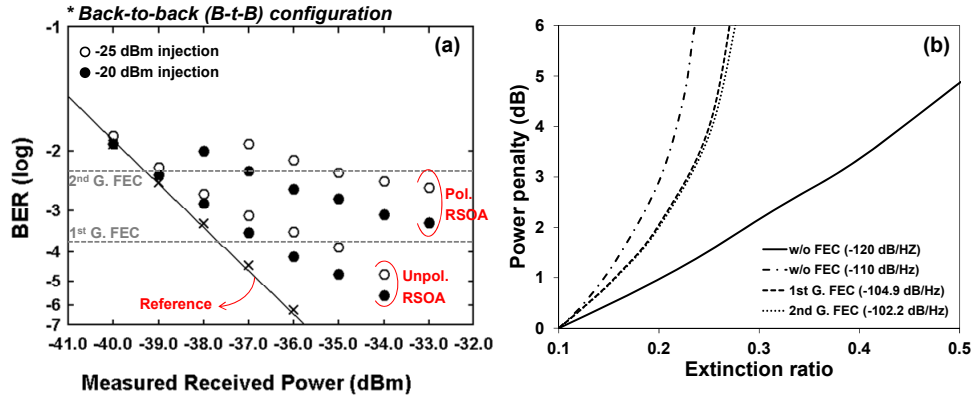 * Back-to-back (B-t-B) configuration
(a)
-25 dBm injection
-20 dBm injection
BER (log)
-1
-2
-3
-4
-5
-6
-7
2nd G. FEC
1st G. FEC
Pol.
RSOA
Unpol.
RSOA
Reference
-41.0 -40.0 -39.0 -38.0 -37.0 -36.0 -35.0 -34.0 -33.0 -32.0
Measured Received Power (dBm)
(b)
Power penalty (dB)
6
5
4
3
2
1
0
w/o FEC (-120 dB/HZ)
w/o FEC (-110 dB/HZ)
1st G. FEC (-104.9 dB/Hz)
2nd G. FEC (-102.2 dB/Hz)
0.1 0.2 0.3 0.4 0.5
Extinction ratio